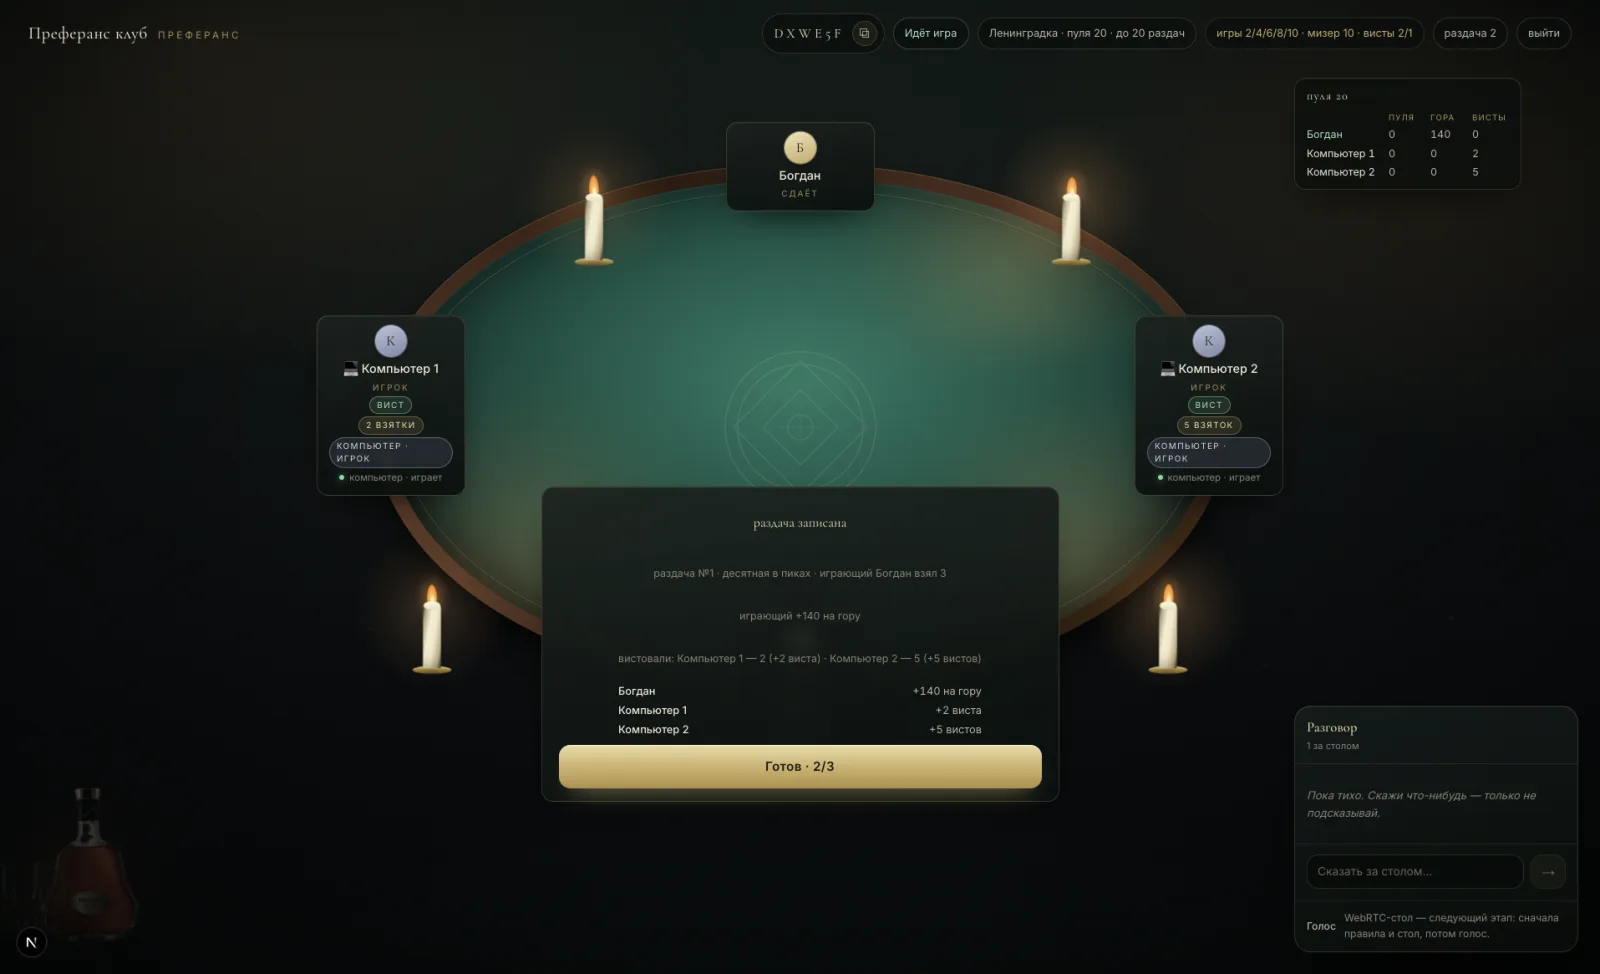 Преферанс клуб ПРЕФЕРАНС
DXWE5F
Идёт игра
Ленинградка · пуля 20 · до 20 раздач
игры 2/4/6/8/10 · мизер 10 · висты 2/1
раздача 2
выйти
пуля 20
ПУЛЯ ГОРА ВИСТЫ
Богдан 0 140 0
Компьютер 1 0 0 2
Компьютер 2 0 0 5
Б
Богдан
СДАЁТ
К
Компьютер 1
ИГРОК
ВИСТ
2 ВЗЯТКИ
КОМПЬЮТЕР ·
ИГРОК
компьютер · играет
К
Компьютер 2
ИГРОК
ВИСТ
5 ВЗЯТОК
КОМПЬЮТЕР ·
ИГРОК
компьютер · играет
раздача записана
раздача №1 · десятная в пиках · играющий Богдан взял 3
играющий +140 на гору
вистовали: Компьютер 1 — 2 (+2 виста) · Компьютер 2 — 5 (+5 вистов)
Богдан +140 на гору
Компьютер 1 +2 виста
Компьютер 2 +5 вистов
Готов · 2/3
Разговор
1 за столом
Пока тихо. Скажи что-нибудь — только не
подсказывай.
Сказать за столом...
→
Голос
WebRTC-стол — следующий этап: сначала
правила и стол, потом голос.
N